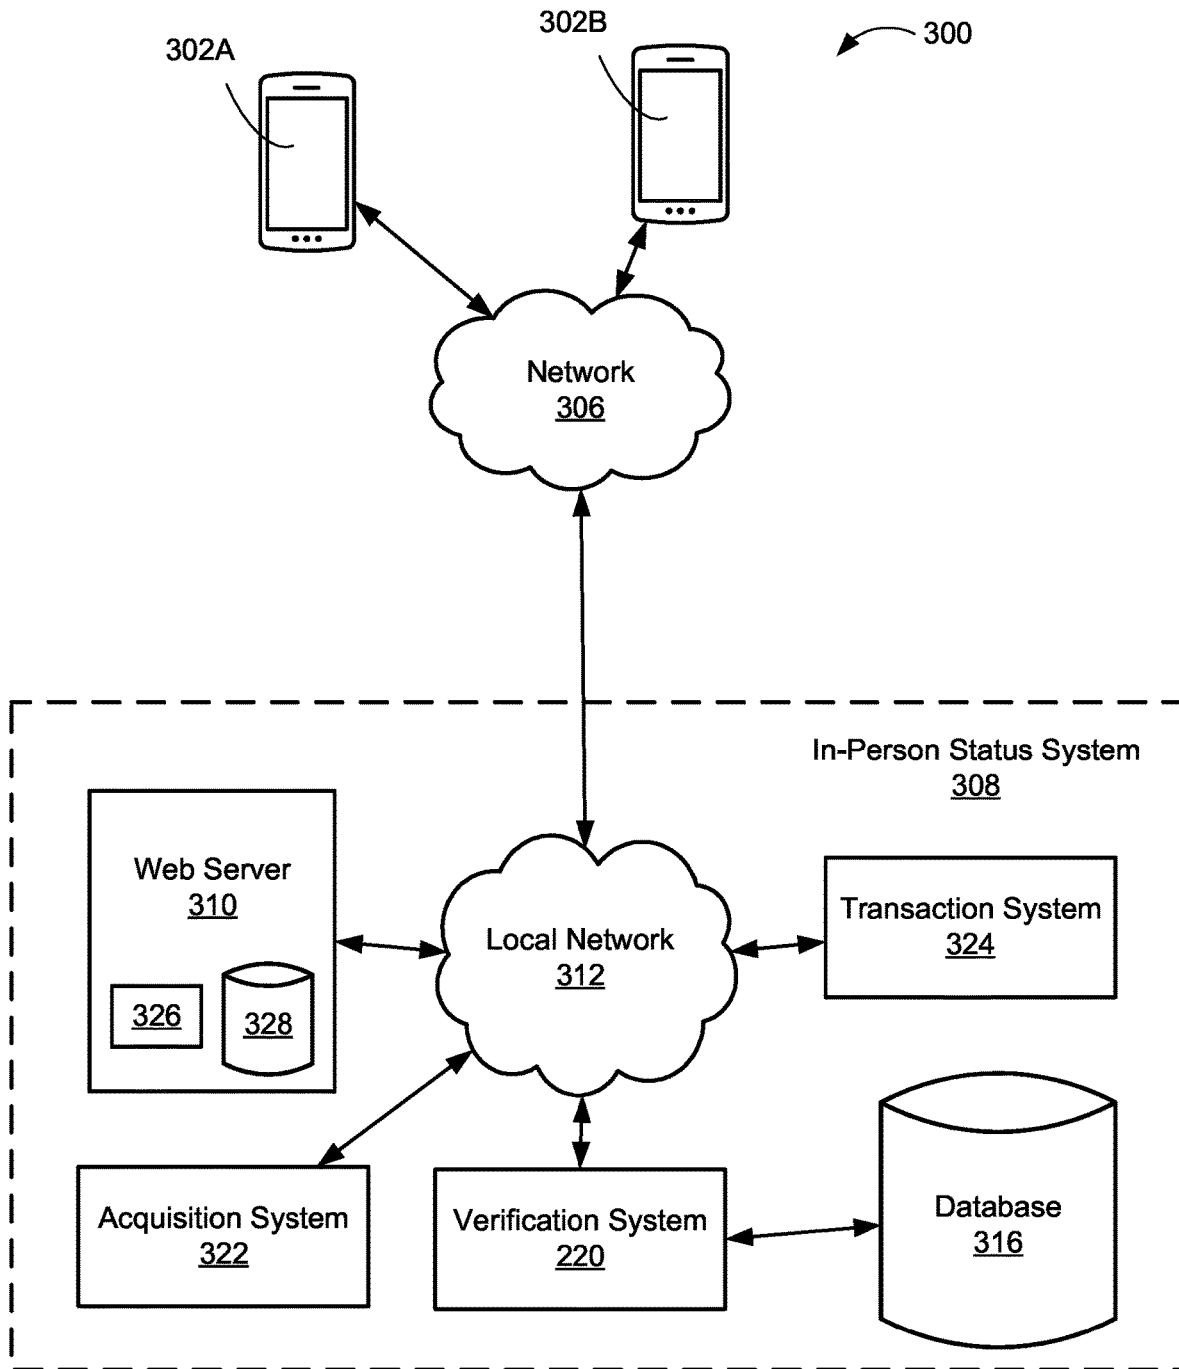 302B
300
302A
Network
306
In-Person Status System
308
Web Server
310
Transaction System
324
Local Network
312
326
328
Acquisition System
322
Verification System
220
Database
316